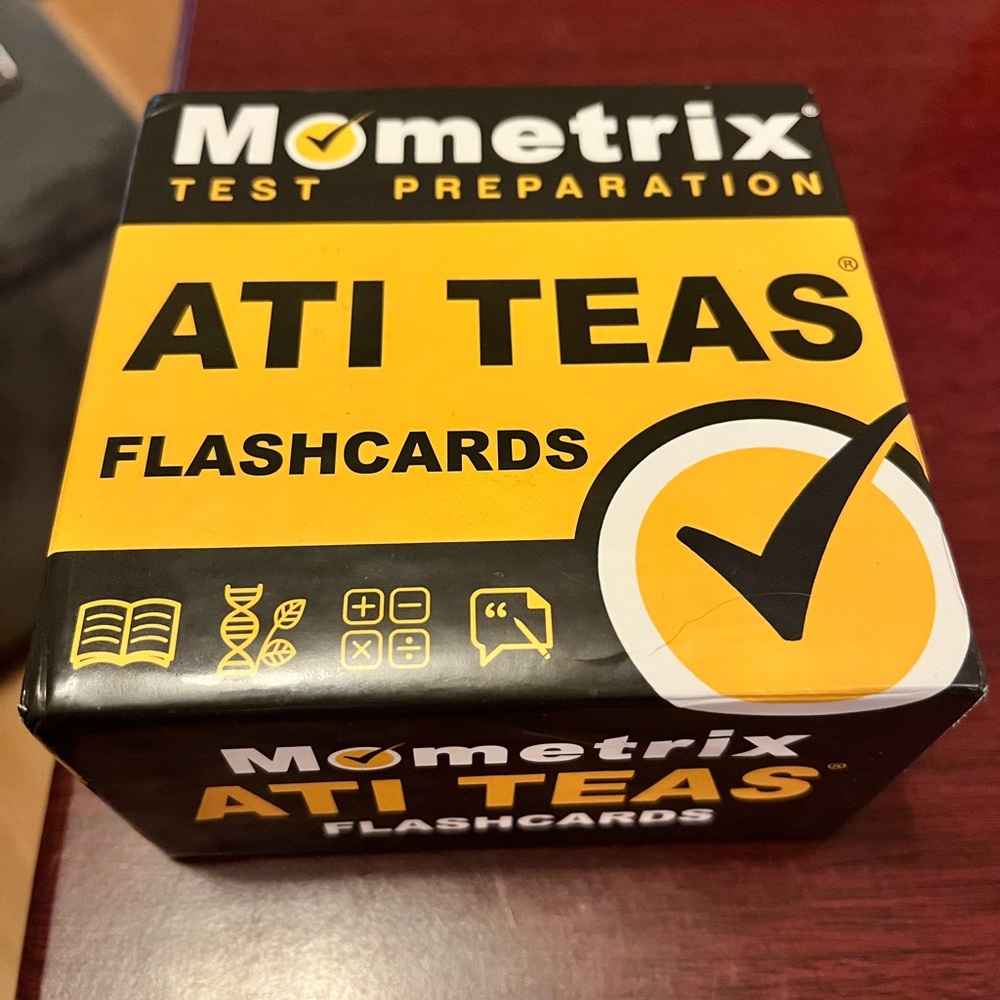 Mometrix®
TEST PREPARATION
ATI TEAS®
FLASHCARDS
+ −
× ÷
“
Mometrix
ATI TEAS®
FLASHCARDS